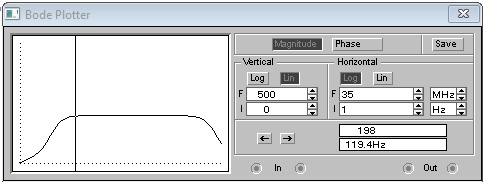 Bode Plotter
Magnitude Phase Save
Vertical Horizontal
Log Lin Log Lin
F 500 F 35 MHz
I 0 I 1 Hz
198
119.4Hz
In Out